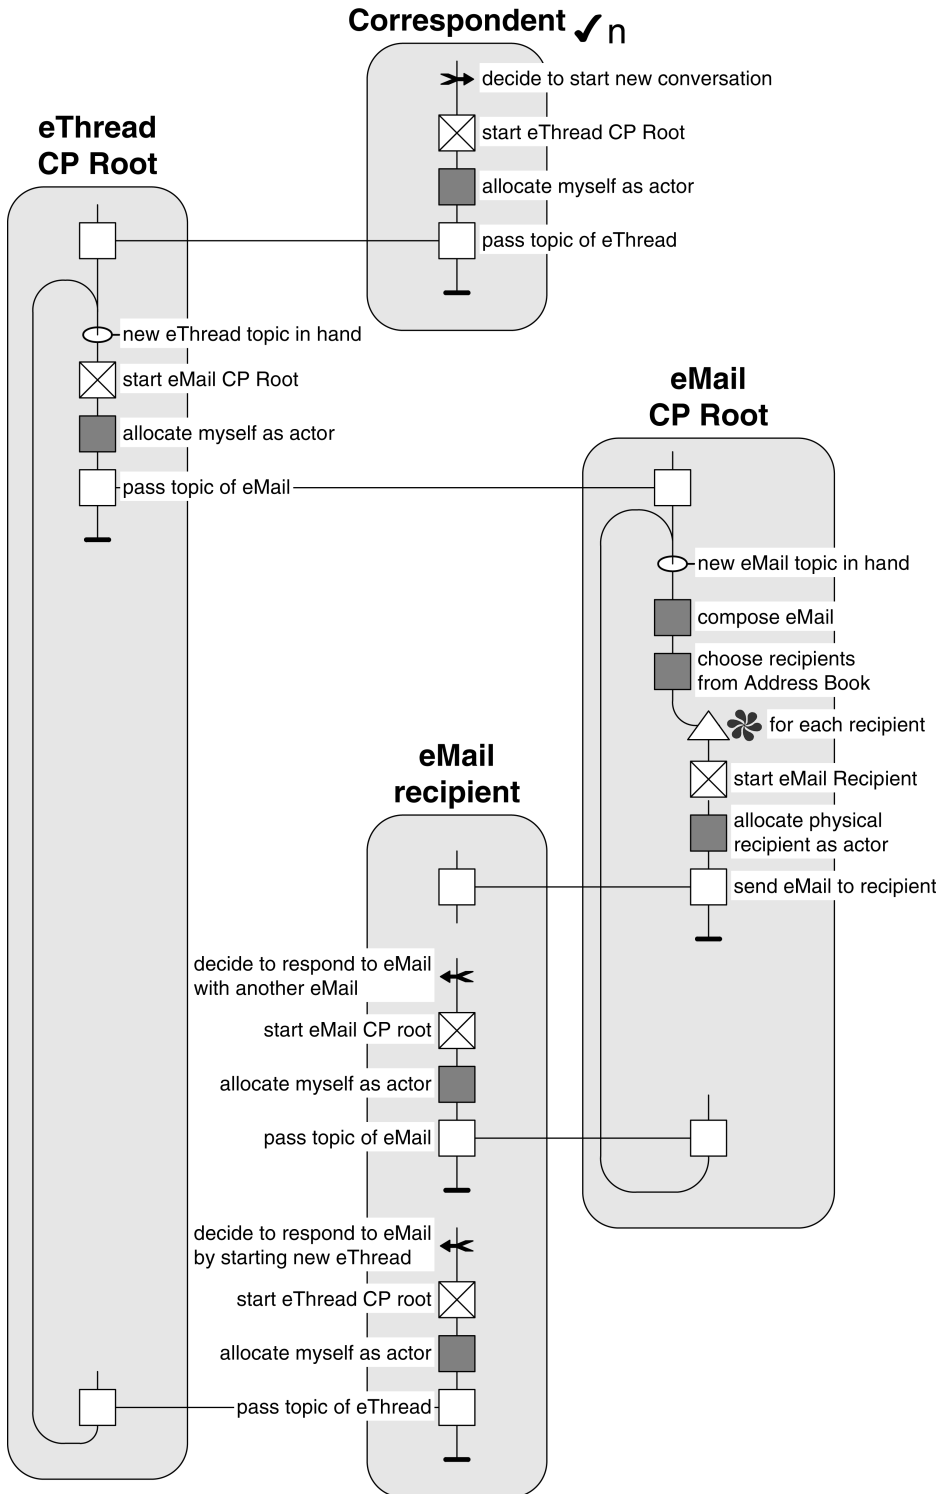 Correspondent ✔n
decide to start new conversation
eThread
CP Root
start eThread CP Root
allocate myself as actor
pass topic of eThread
new eThread topic in hand
start eMail CP Root
allocate myself as actor
pass topic of eMail
eMail
CP Root
new eMail topic in hand
compose eMail
choose recipients
from Address Book
for each recipient
start eMail Recipient
allocate physical
recipient as actor
send eMail to recipient
eMail
recipient
decide to respond to eMail
with another eMail
start eMail CP root
allocate myself as actor
pass topic of eMail
decide to respond to eMail
by starting new eThread
start eThread CP root
allocate myself as actor
pass topic of eThread